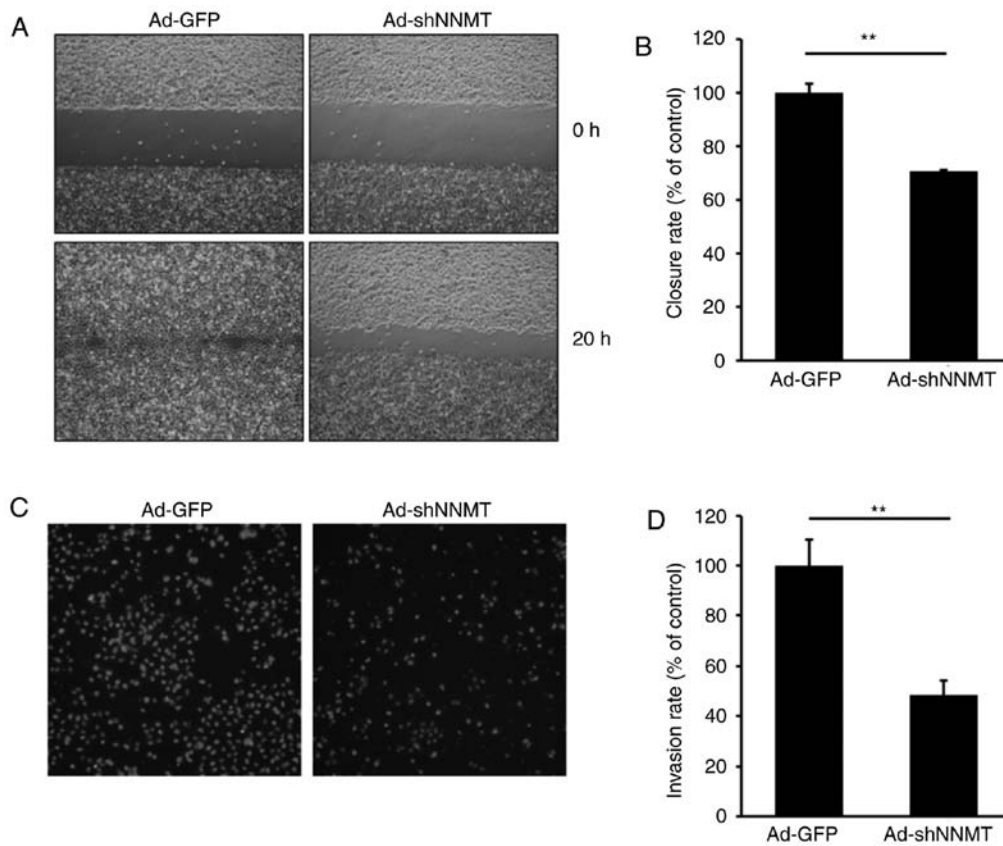 A
Ad-GFP
Ad-shNNMT
0 h
20 h
B
Closure rate (% of control)
120
100
80
60
40
20
0
**
Ad-GFP
Ad-shNNMT
C
Ad-GFP
Ad-shNNMT
D
Invasion rate (% of control)
120
100
80
60
40
20
0
**
Ad-GFP
Ad-shNNMT